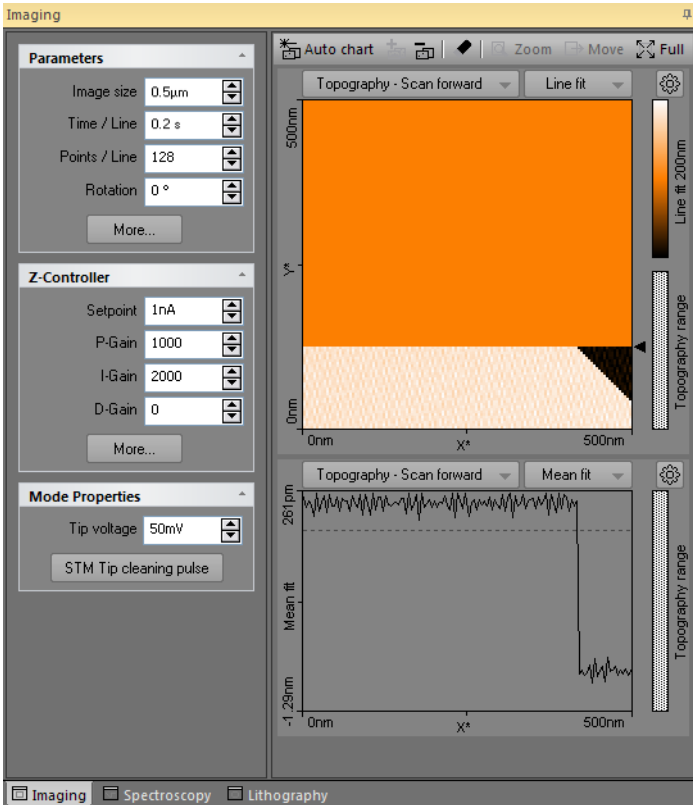 Imaging
Parameters
Image size 0.5µm
Time / Line 0.2 s
Points / Line 128
Rotation 0 °
More...
Z-Controller
Setpoint 1nA
P-Gain 1000
I-Gain 2000
D-Gain 0
More...
Mode Properties
Tip voltage 50mV
STM Tip cleaning pulse
Auto chart Zoom Move Full
Topography - Scan forward Line fit
500nm
Y*
0nm
0nm X* 500nm
Line fit 200nm
Topography range
Topography - Scan forward Mean fit
261pm
Mean fit
-1.29nm
0nm X* 500nm
Topography range
Imaging Spectroscopy Lithography